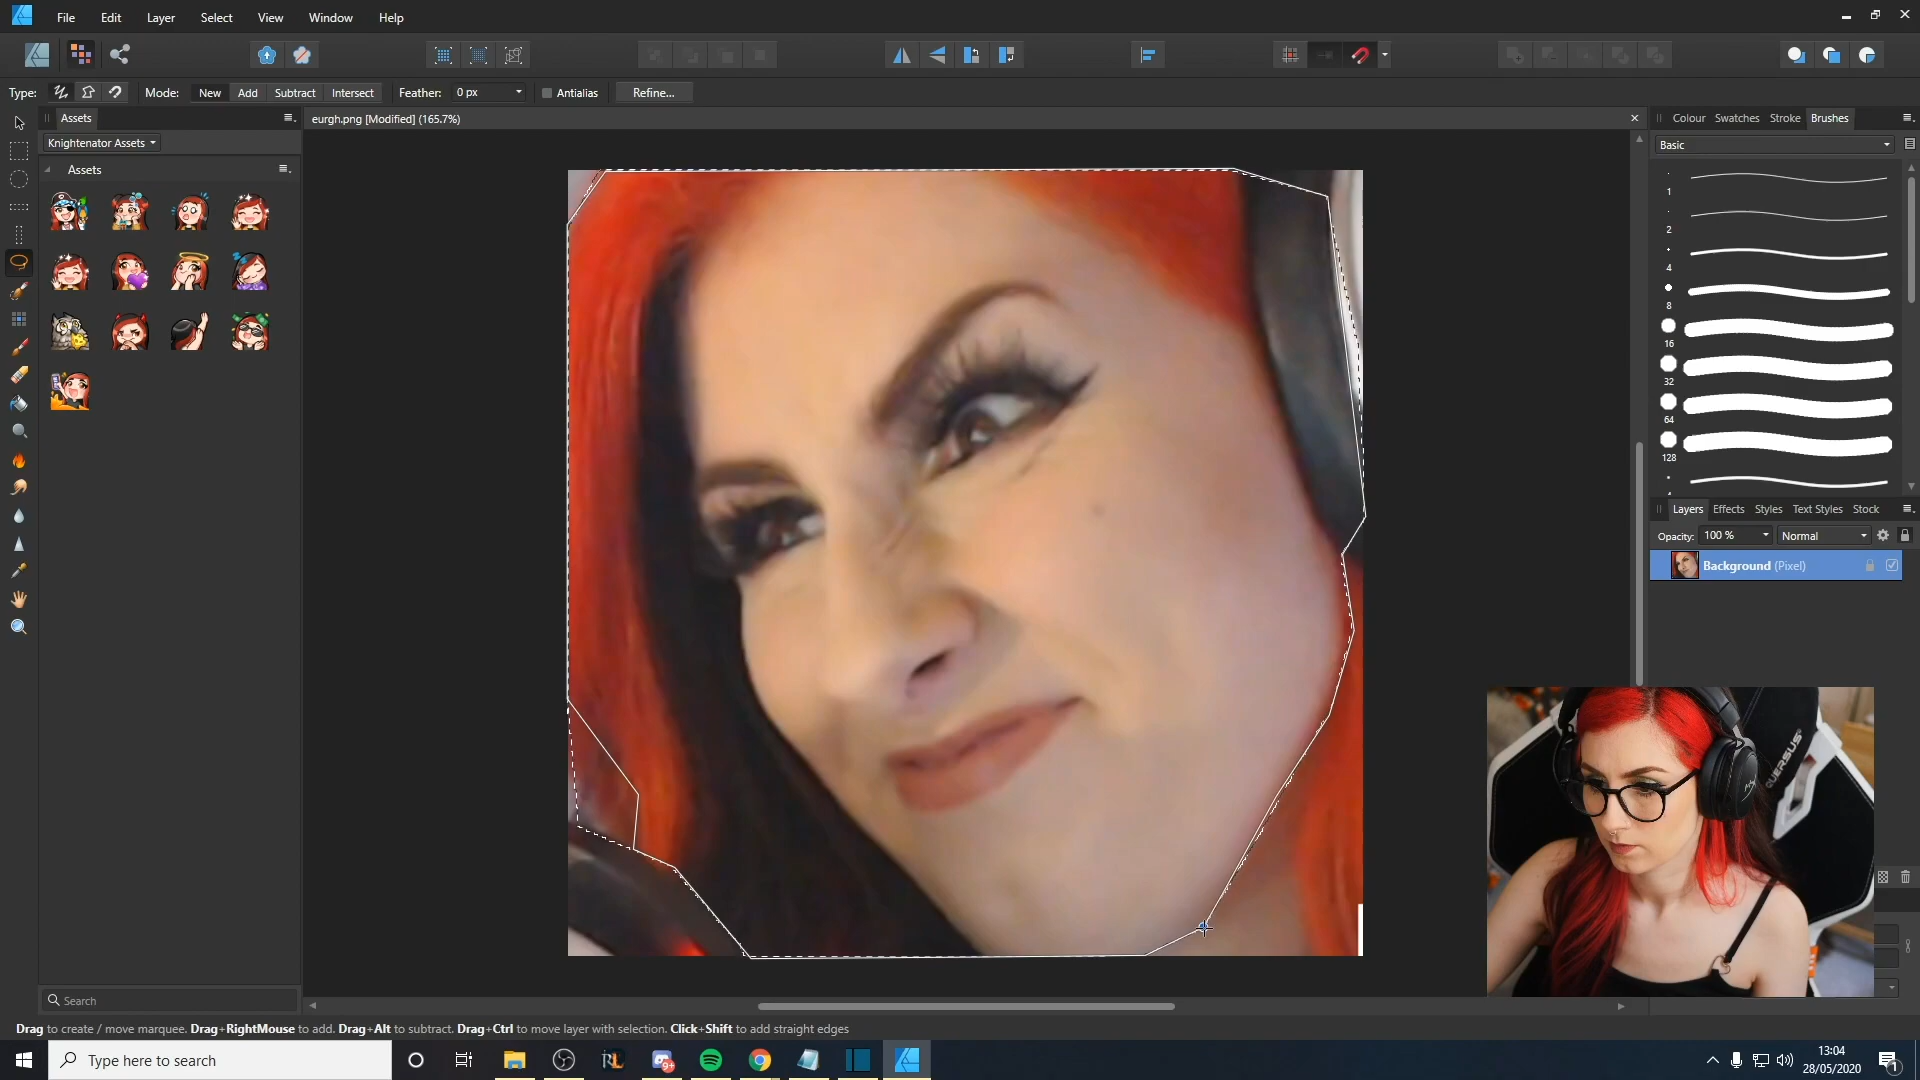 File Edit Layer Select View Window Help
Type: Mode: New Add Subtract Intersect Feather: 0 px Antialias Refine...
Assets
Knightenator Assets
Assets
eurgh.png [Modified] (165.7%)
Colour Swatches Stroke Brushes
Basic
1
2
4
8
16
32
64
128
Layers Effects Styles Text Styles Stock
Opacity: 100 % Normal
Background (Pixel)
QUERSUS
Search
Drag to create / move marquee. Drag+RightMouse to add. Drag+Alt to subtract. Drag+Ctrl to move layer with selection. Click+Shift to add straight edges
Type here to search
RL
9+
13:04
28/05/2020
1